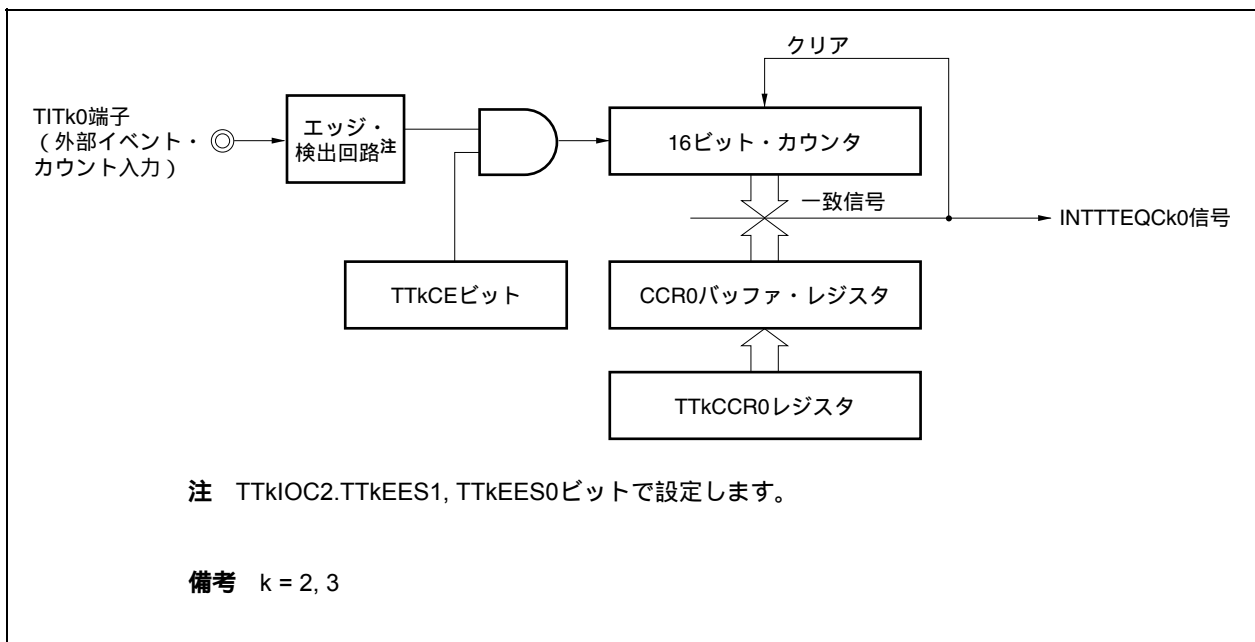 クリア
TITk0端子
（外部イベント・
カウント入力）
エッジ・
検出回路注
16ビット・カウンタ
一致信号
INTTTEQCk0信号
TTkCEビット
CCR0バッファ・レジスタ
TTkCCR0レジスタ
注　TTkIOC2.TTkEES1, TTkEES0ビットで設定します。
備考　k = 2, 3